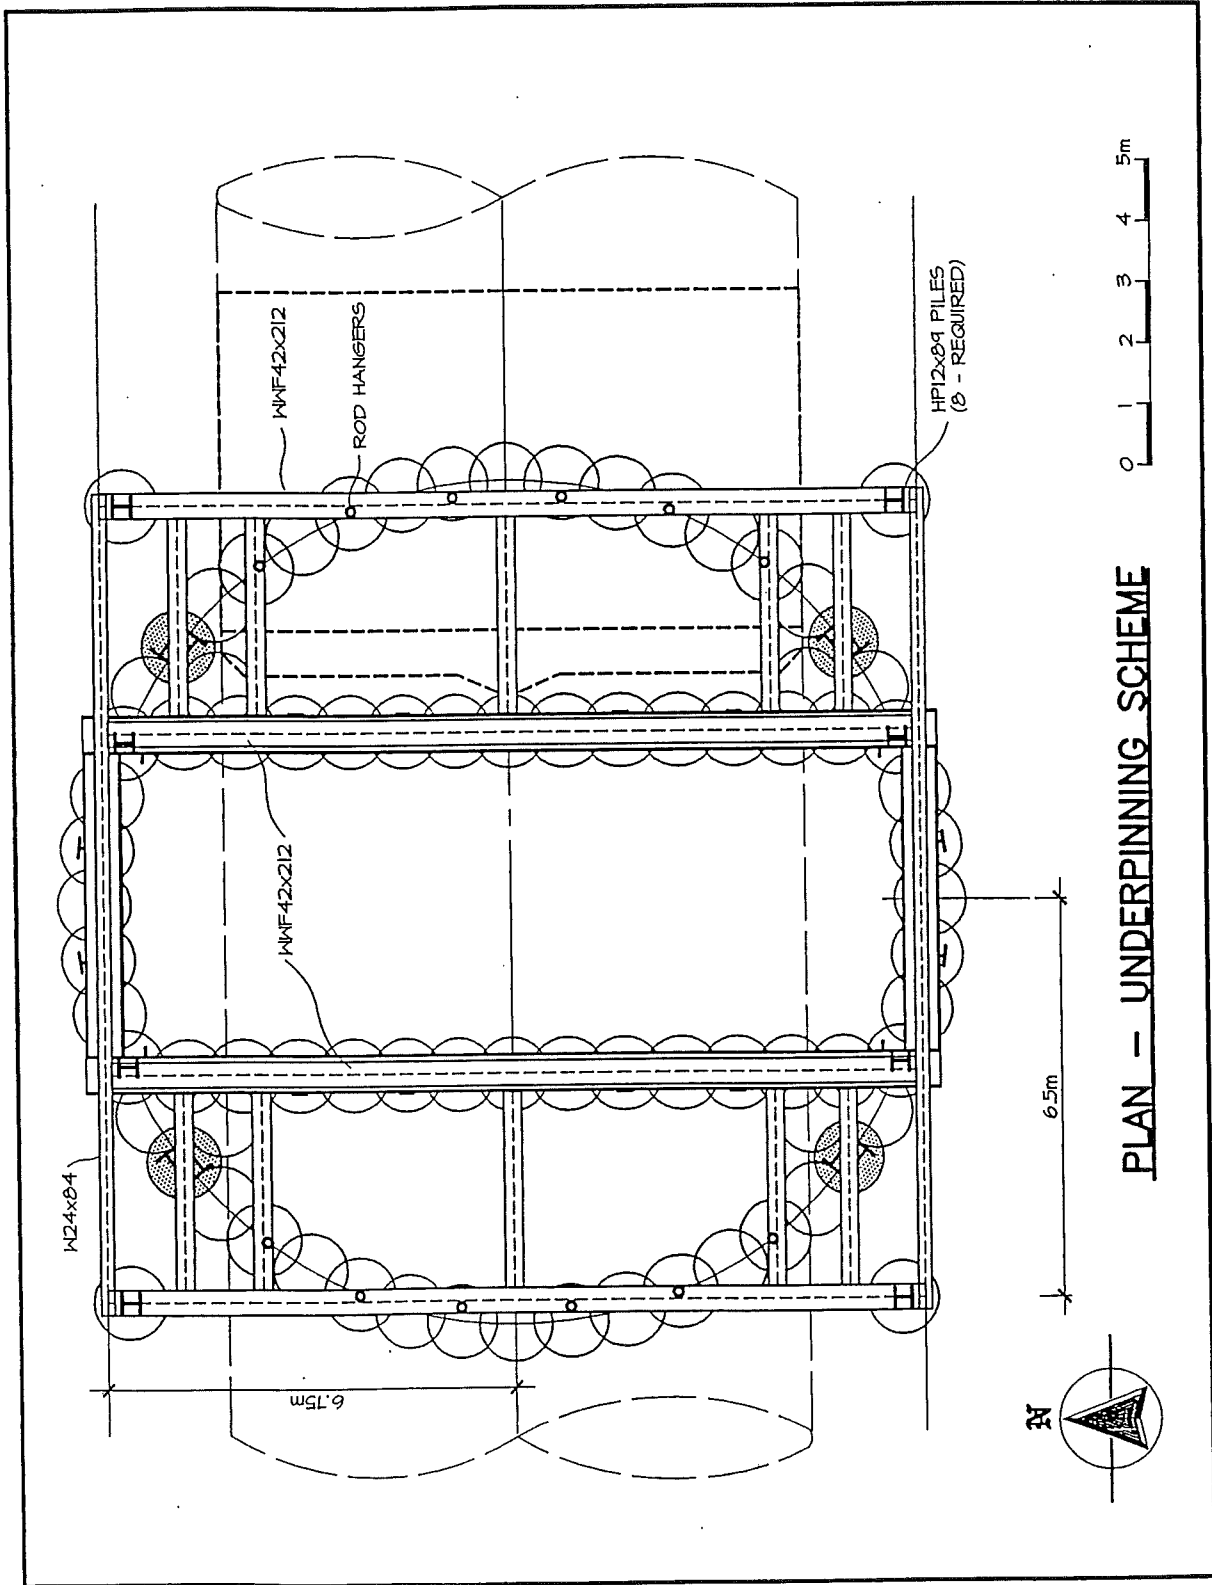 WWF42x212
ROD HANGERS
WWF42x212
W24x84
HP12x89 PILES
(8 - REQUIRED)
6.75m
6.5m
0 1 2 3 4 5m
N
PLAN - UNDERPINNING SCHEME